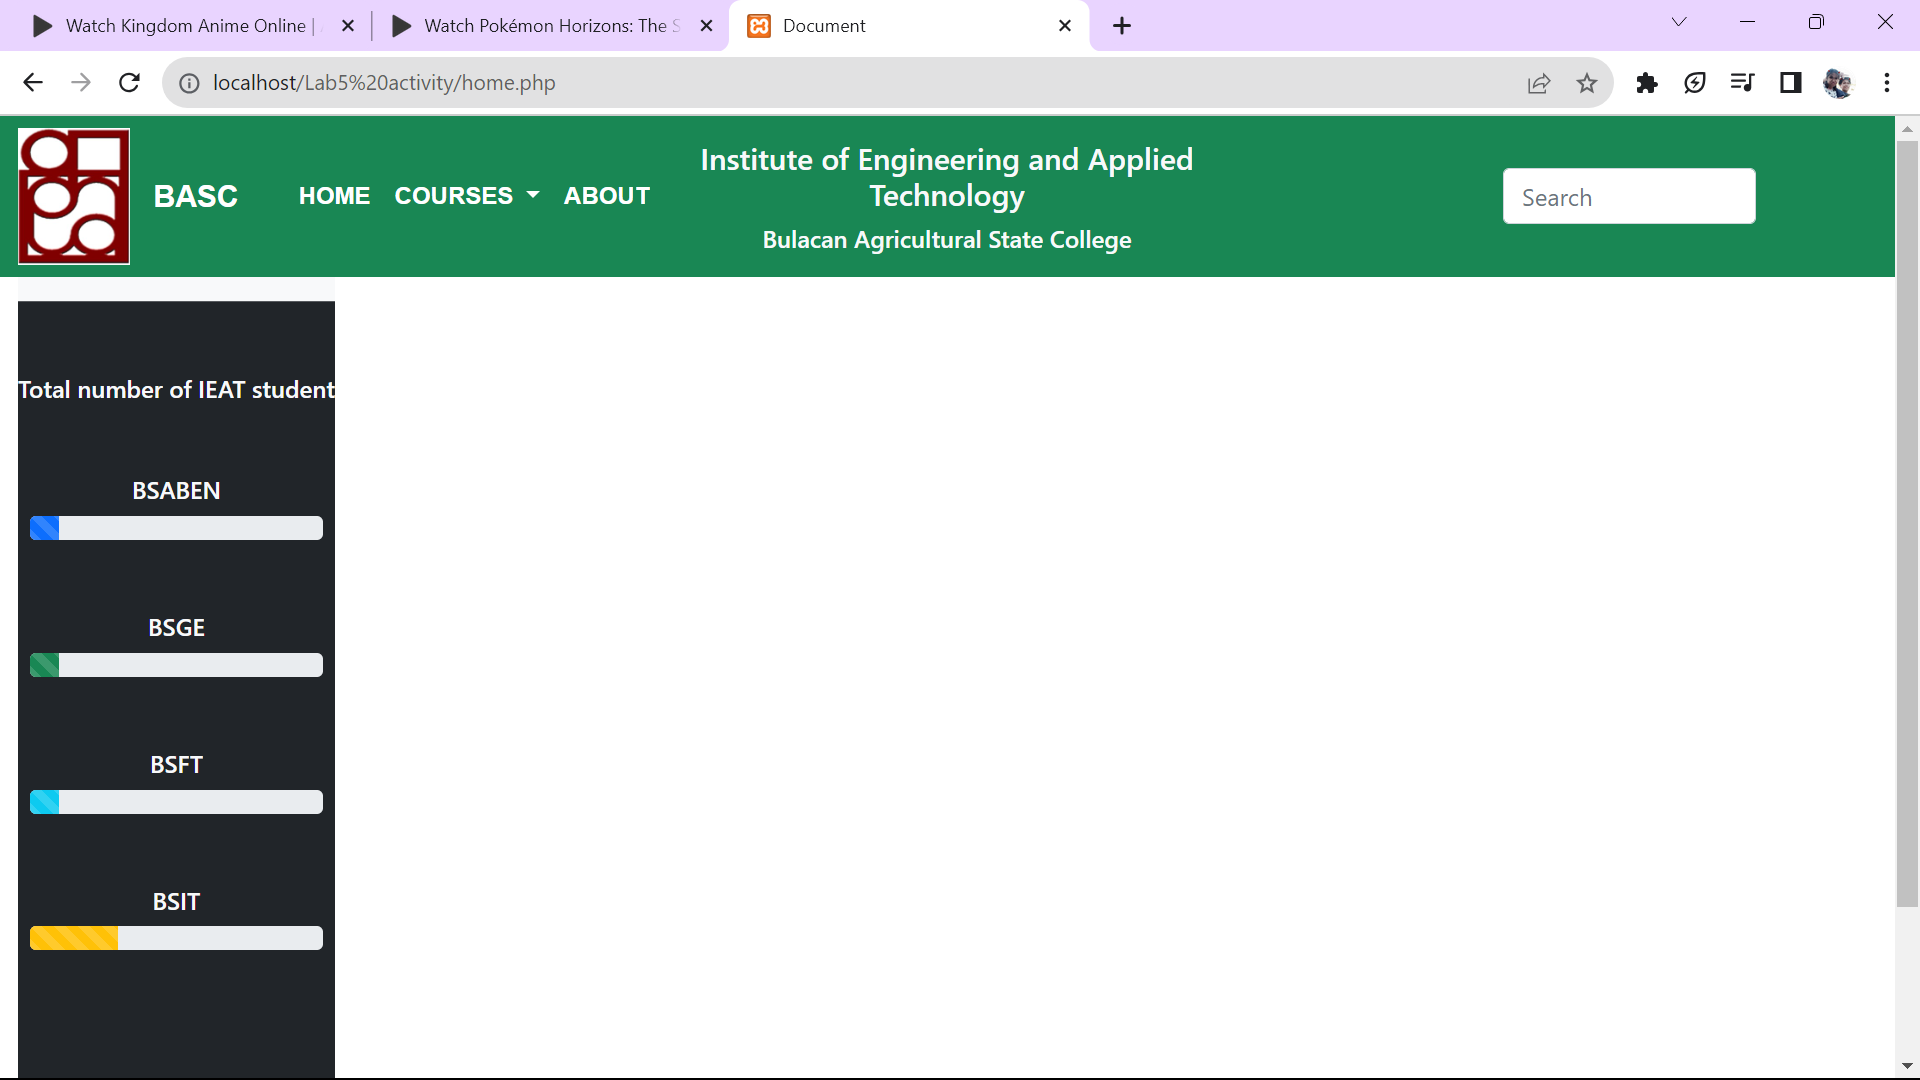 Watch Kingdom Anime Online |
Watch Pokémon Horizons: The S
Document
localhost/Lab5%20activity/home.php
BASC
HOME
COURSES
ABOUT
Institute of Engineering and Applied
Technology
Bulacan Agricultural State College
Search
Total number of IEAT student
BSABEN
BSGE
BSFT
BSIT